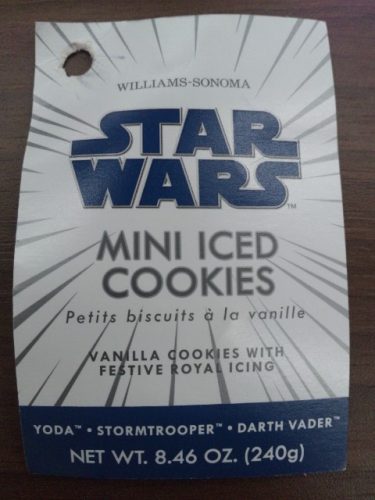 WILLIAMS-SONOMA
STAR
WARS™
MINI ICED
COOKIES
Petits biscuits à la vanille
VANILLA COOKIES WITH
FESTIVE ROYAL ICING
YODA™ • STORMTROOPER™ • DARTH VADER™
NET WT. 8.46 OZ. (240g)